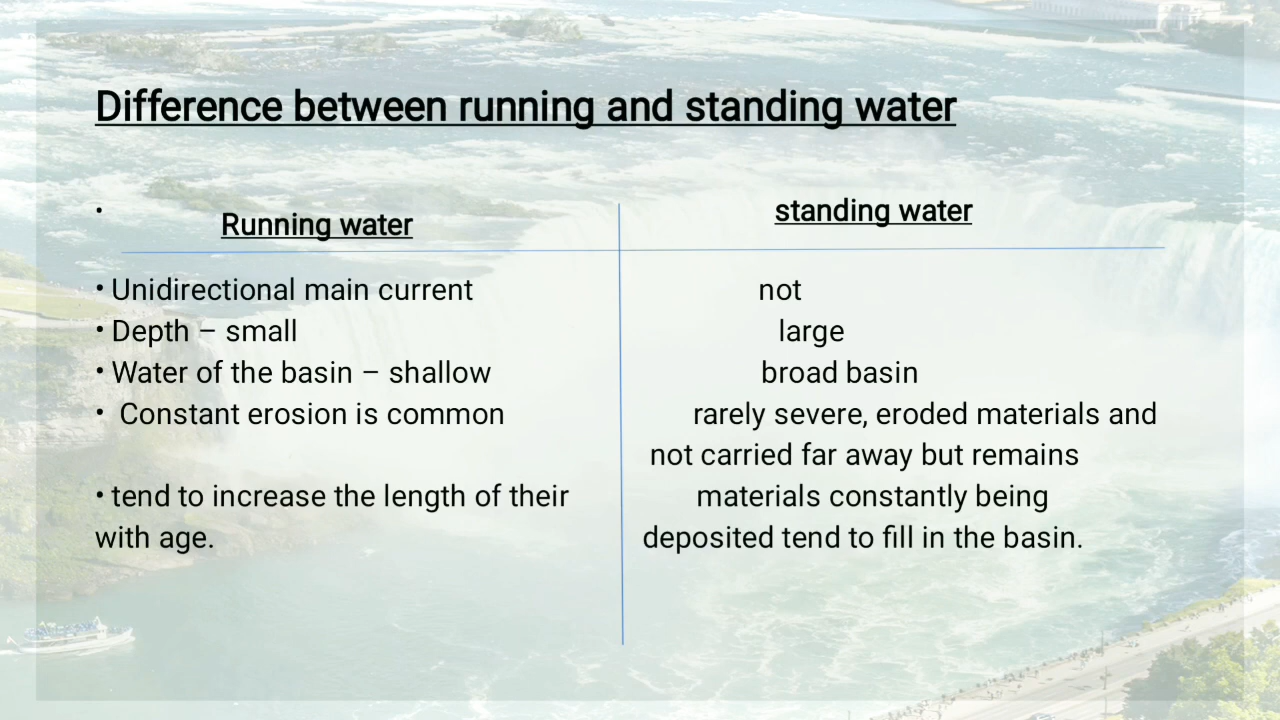 Difference between running and standing water
• Running water standing water
• Unidirectional main current not
• Depth – small large
• Water of the basin – shallow broad basin
• Constant erosion is common rarely severe, eroded materials and
not carried far away but remains
• tend to increase the length of their materials constantly being
with age. deposited tend to fill in the basin.